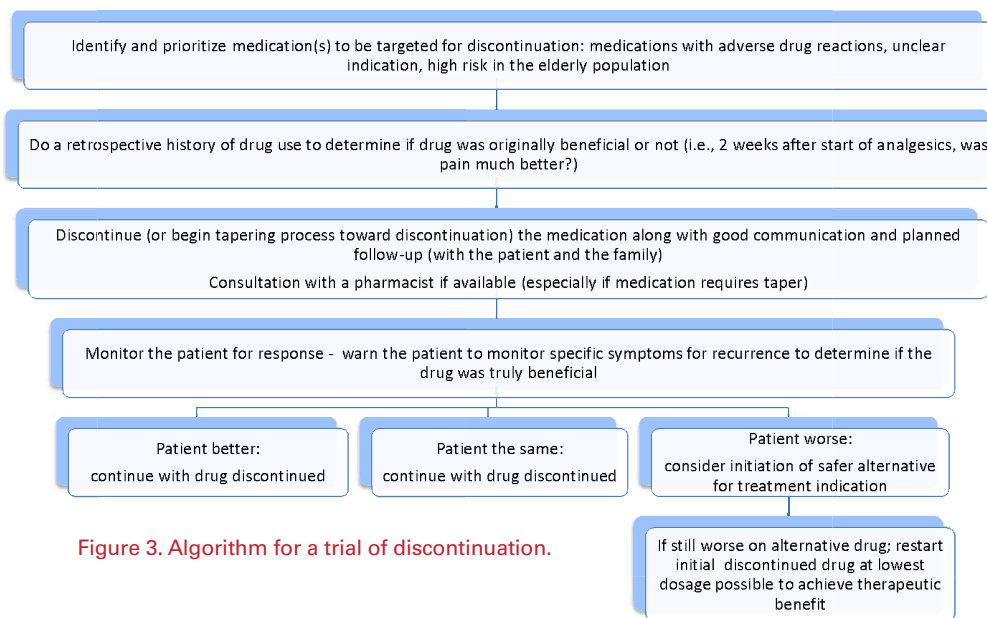 Identify and prioritize medication(s) to be targeted for discontinuation: medications with adverse drug reactions, unclear
indication, high risk in the elderly population
Do a retrospective history of drug use to determine if drug was originally beneficial or not (i.e., 2 weeks after start of analgesics, was
pain much better?)
Discontinue (or begin tapering process toward discontinuation) the medication along with good communication and planned
follow-up (with the patient and the family)
Consultation with a pharmacist if available (especially if medication requires taper)
Monitor the patient for response - warn the patient to monitor specific symptoms for recurrence to determine if the
drug was truly beneficial
Patient better:
continue with drug discontinued
Patient the same:
continue with drug discontinued
Patient worse:
consider initiation of safer alternative
for treatment indication
If still worse on alternative drug; restart
initial discontinued drug at lowest
dosage possible to achieve therapeutic
benefit
Figure 3. Algorithm for a trial of discontinuation.